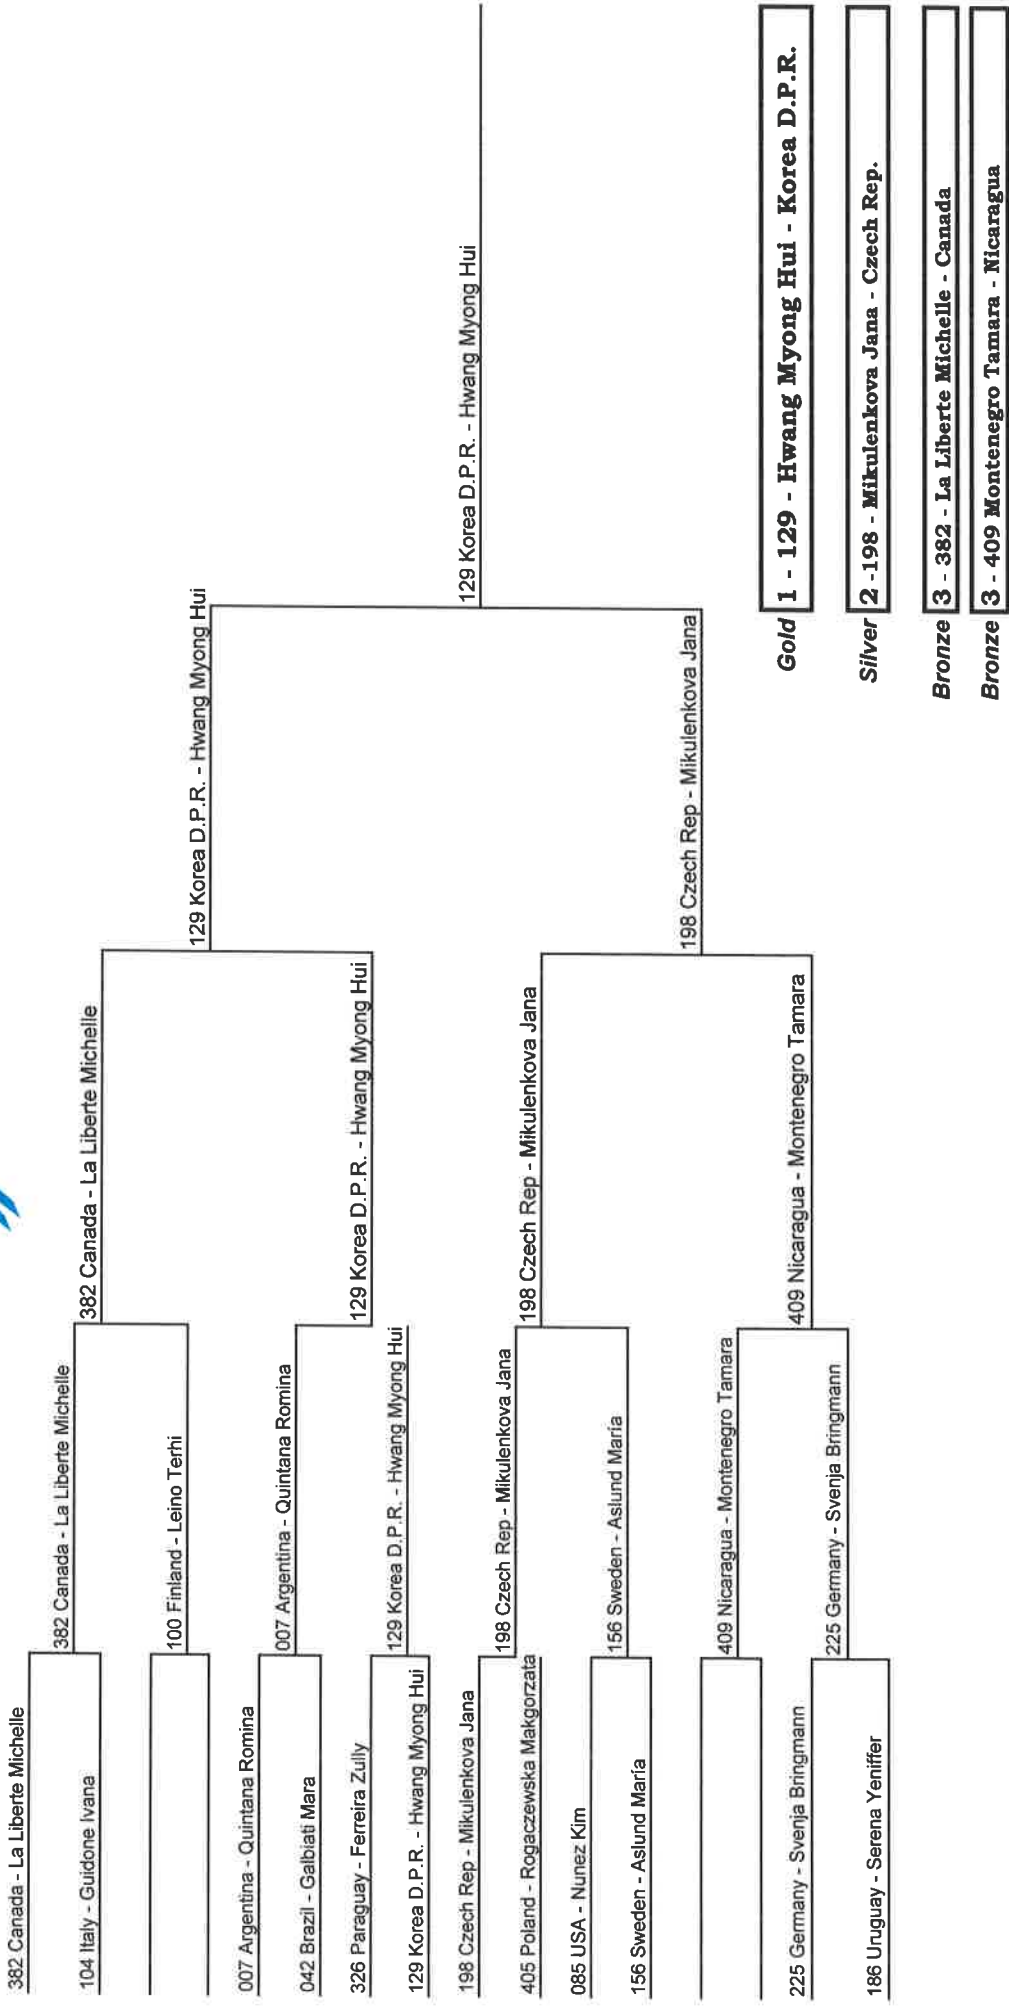 382 Canada - La Liberte Michelle
104 Italy - Guidone Ivana
007 Argentina - Quintana Romina
042 Brazil - Galbiati Mara
326 Paraguay - Ferreira Zully
129 Korea D.P.R. - Hwang Myong Hui
198 Czech Rep - Mikulenkova Jana
405 Poland - Rogaczewska Makgorzata
085 USA - Nunez Kim
156 Sweden - Aslund Maria
225 Germany - Svenja Bringmann
186 Uruguay - Serena Yeniffer
382 Canada - La Liberte Michelle
100 Finland - Leino Terhi
007 Argentina - Quintana Romina
129 Korea D.P.R. - Hwang Myong Hui
198 Czech Rep - Mikulenkova Jana
156 Sweden - Aslund Maria
409 Nicaragua - Montenegro Tamara
225 Germany - Svenja Bringmann
382 Canada - La Liberte Michelle
129 Korea D.P.R. - Hwang Myong Hui
198 Czech Rep - Mikulenkova Jana
409 Nicaragua - Montenegro Tamara
129 Korea D.P.R. - Hwang Myong Hui
198 Czech Rep - Mikulenkova Jana
129 Korea D.P.R. - Hwang Myong Hui
Gold 1 - 129 - Hwang Myong Hui - Korea D.P.R.
Silver 2 -198 - Mikulenkova Jana - Czech Rep.
Bronze 3 - 382 - La Liberte Michelle - Canada
Bronze 3 - 409 Montenegro Tamara - Nicaragua